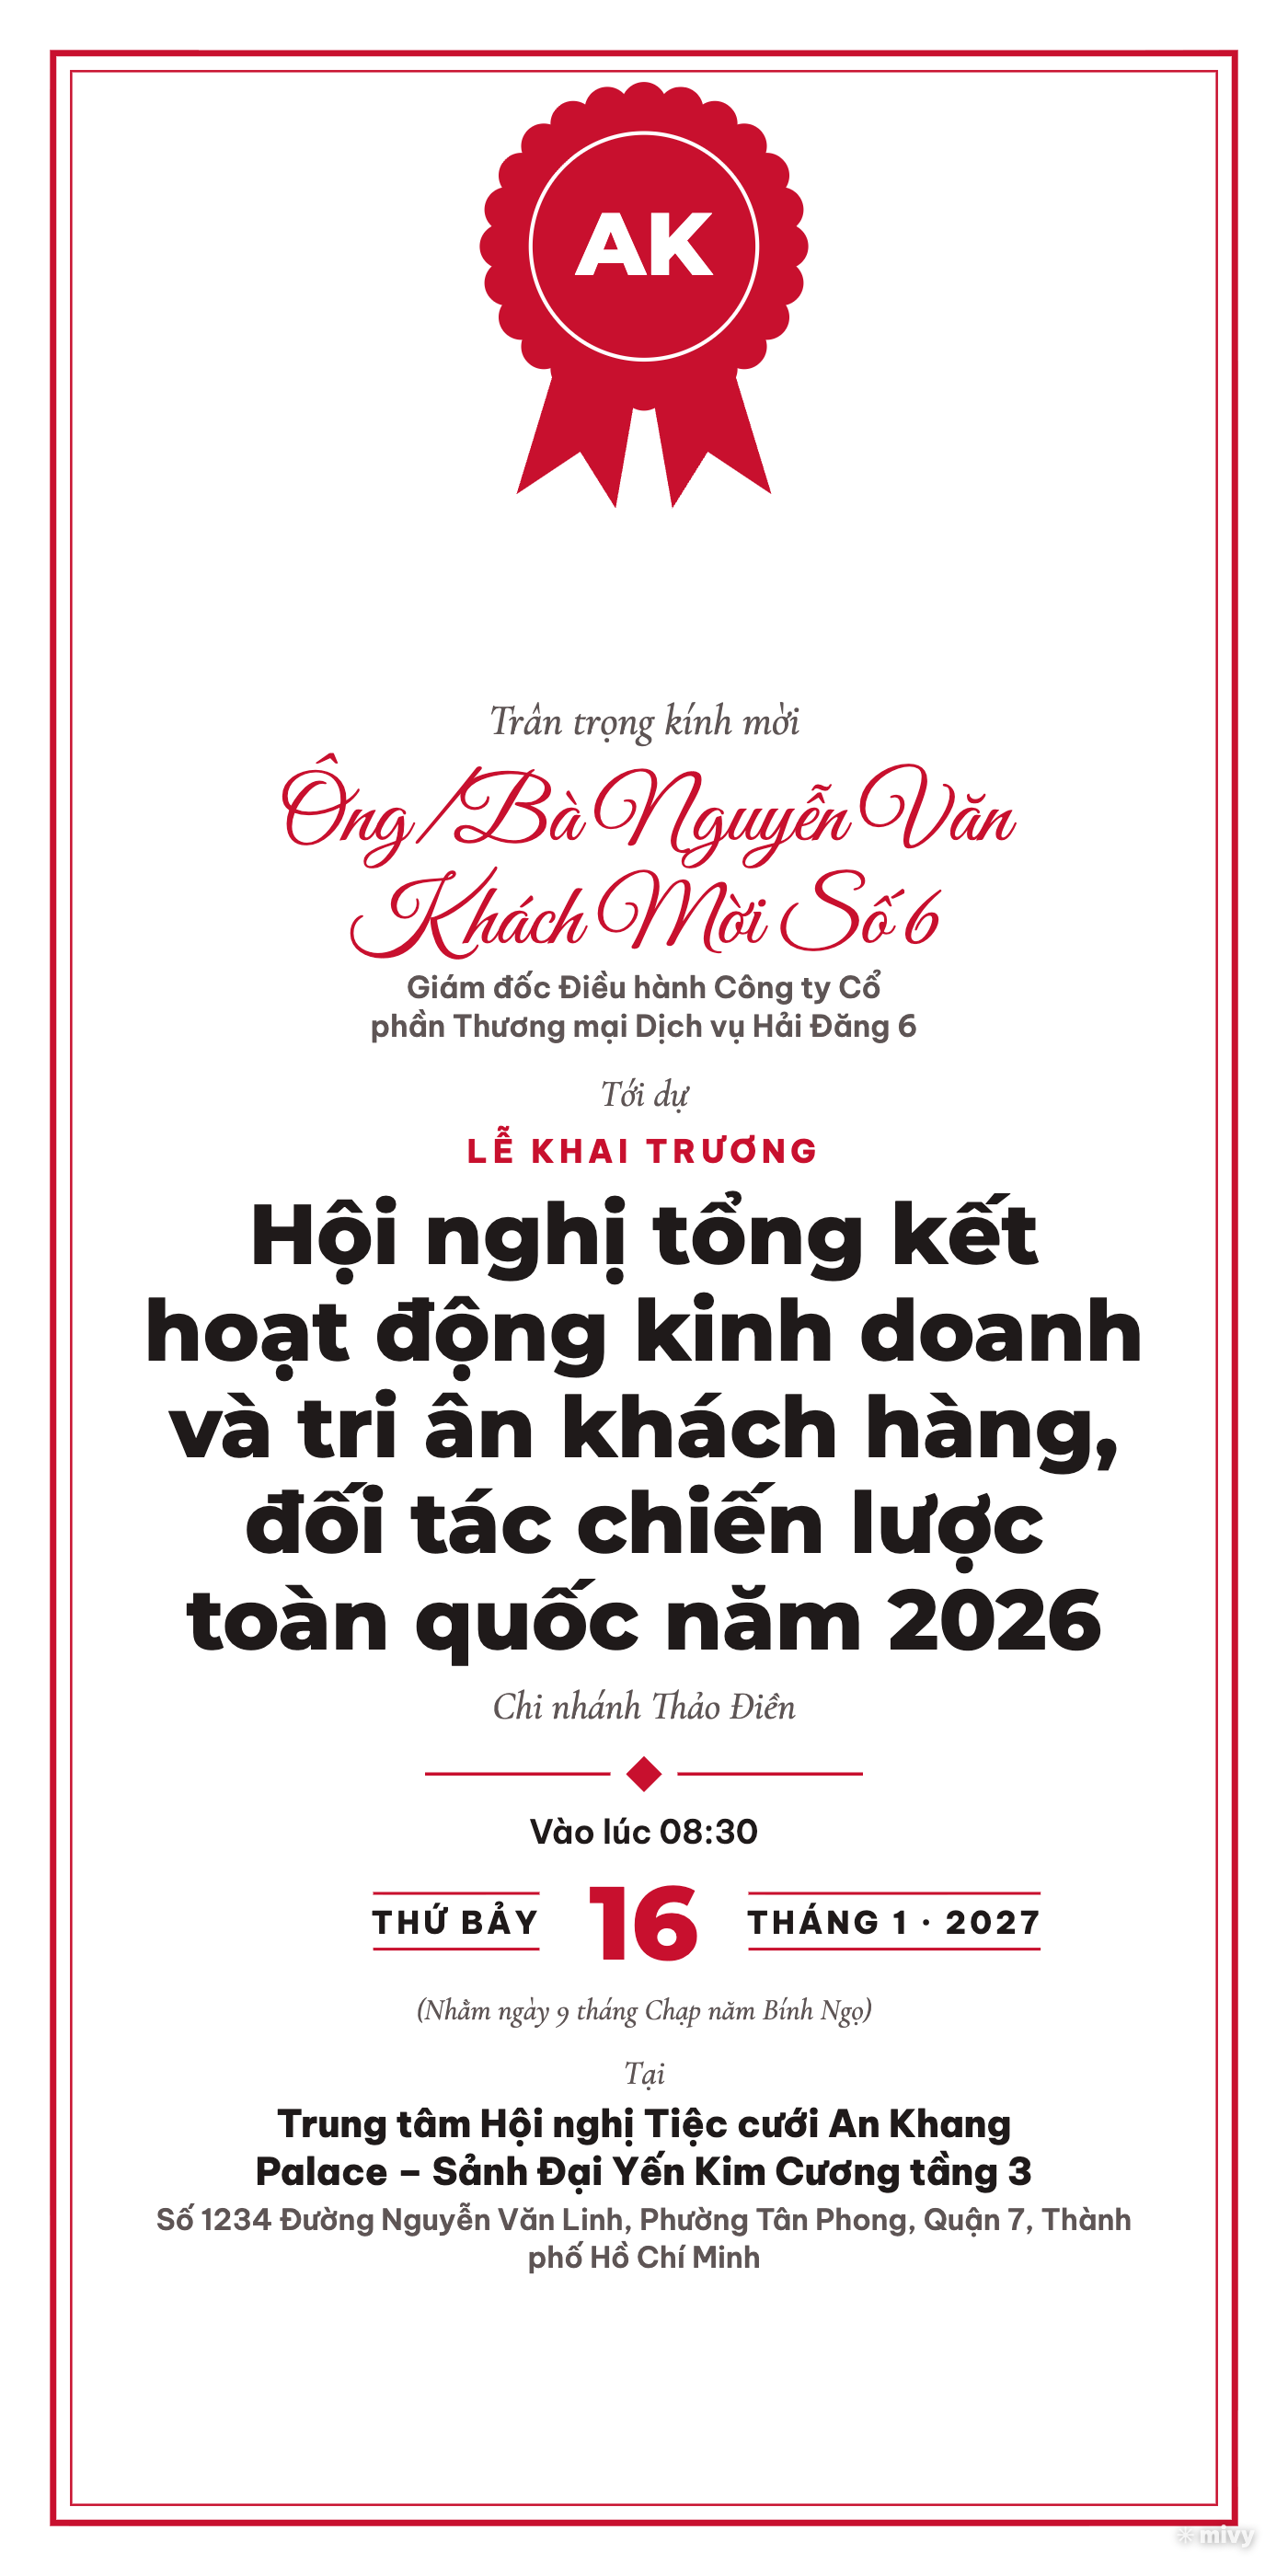 AK
Trân trọng kính mời
Ông/Bà Nguyễn Văn
Khách Mời Số 6
Giám đốc Điều hành Công ty Cổ
phần Thương mại Dịch vụ Hải Đăng 6
Tới dự
LỄ KHAI TRƯƠNG
Hội nghị tổng kết
hoạt động kinh doanh
và tri ân khách hàng,
đối tác chiến lược
toàn quốc năm 2026
Chi nhánh Thảo Điền
Vào lúc 08:30
THỨ BẢY 16 THÁNG 1 · 2027
(Nhằm ngày 9 tháng Chạp năm Bính Ngọ)
Tại
Trung tâm Hội nghị Tiệc cưới An Khang
Palace – Sảnh Đại Yến Kim Cương tầng 3
Số 1234 Đường Nguyễn Văn Linh, Phường Tân Phong, Quận 7, Thành
phố Hồ Chí Minh
mivy